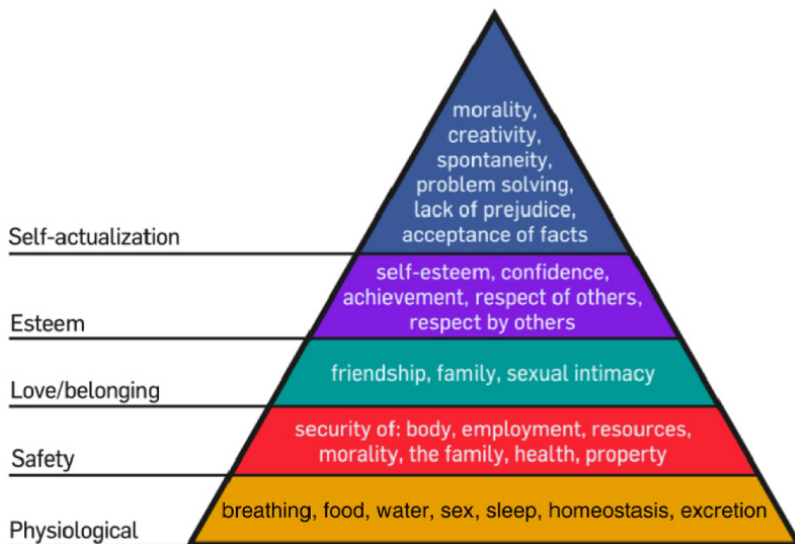 morality,
creativity,
spontaneity,
problem solving,
lack of prejudice,
acceptance of facts
Self-actualization
self-esteem, confidence,
achievement, respect of others,
respect by others
Esteem
friendship, family, sexual intimacy
Love/belonging
security of: body, employment, resources,
morality, the family, health, property
Safety
breathing, food, water, sex, sleep, homeostasis, excretion
Physiological